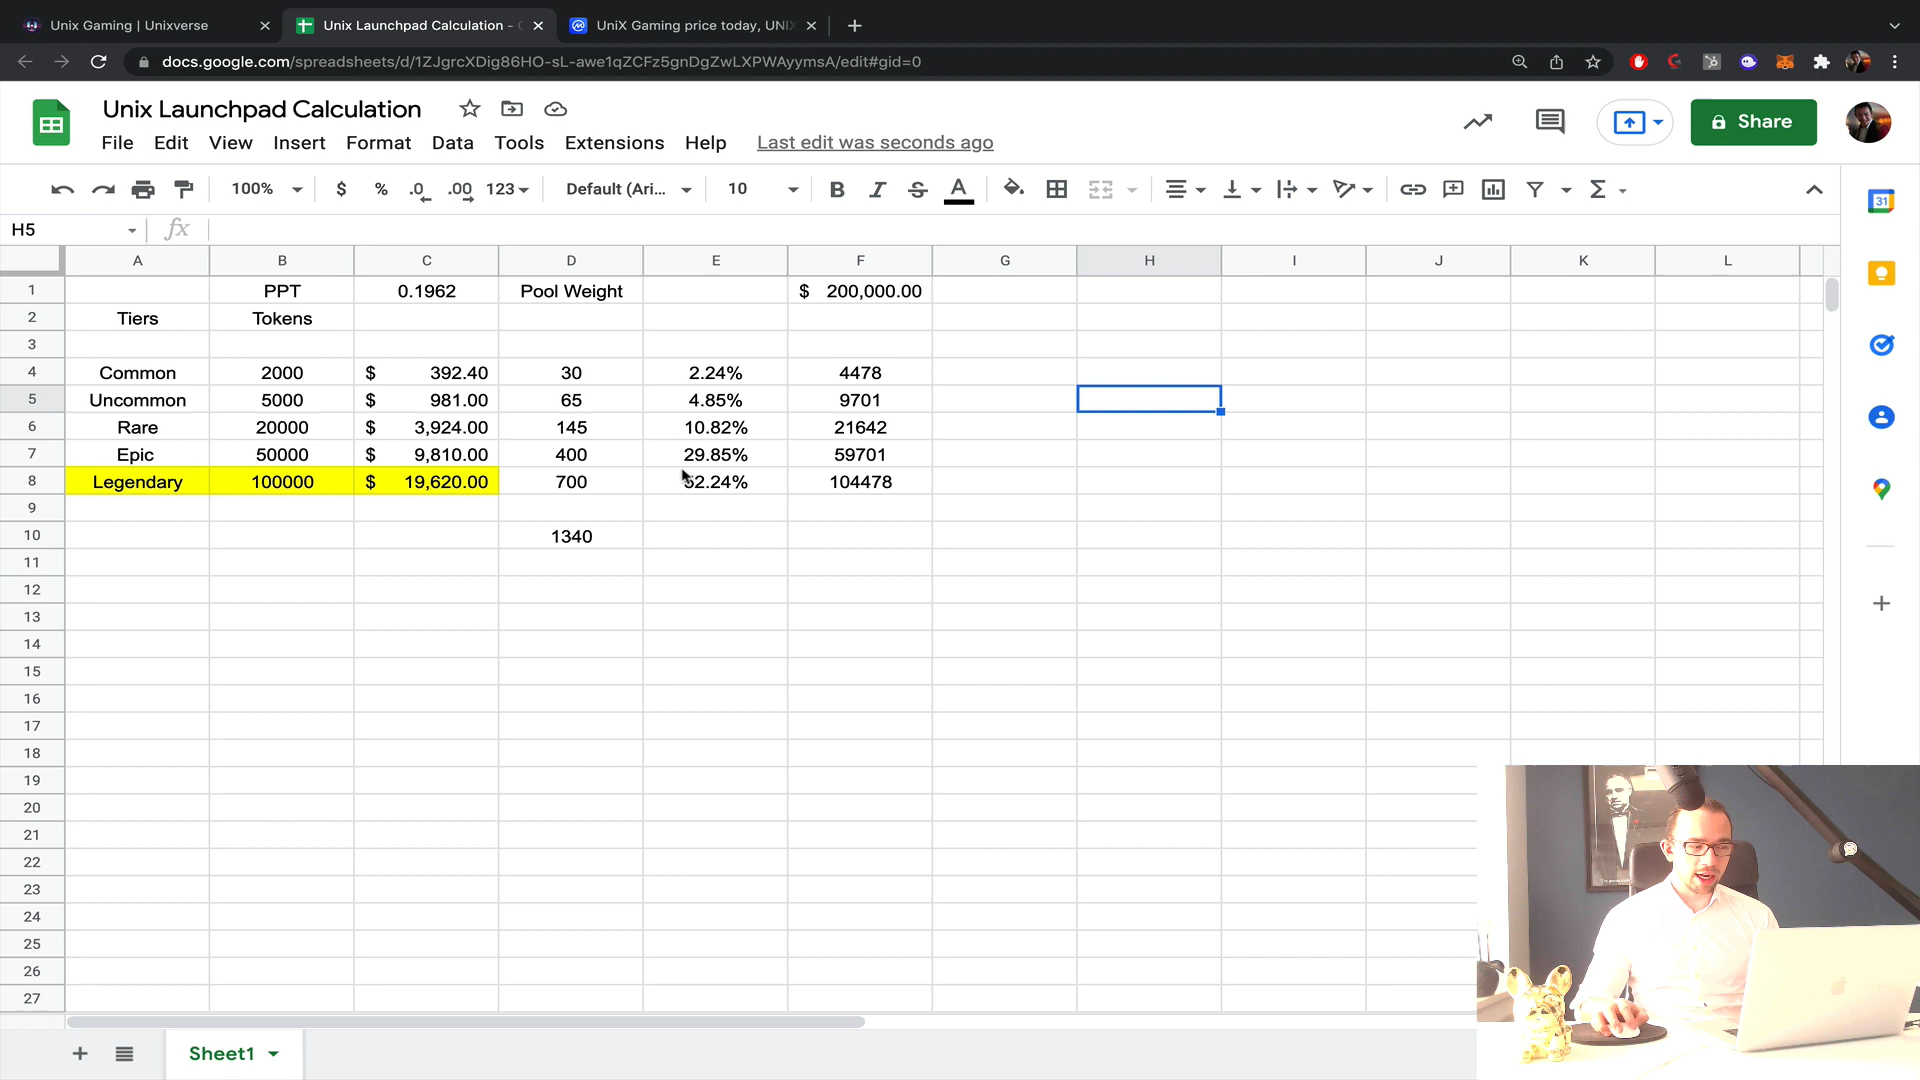 Unix Gaming | Unixverse
Unix Launchpad Calculation -
UniX Gaming price today, UNIX
docs.google.com/spreadsheets/d/1ZJgrcXDig86HO-sL-awe1qZCFz5gnDgZwLXPWAyymsA/edit#gid=0
Unix Launchpad Calculation
Share
File Edit View Insert Format Data Tools Extensions Help Last edit was seconds ago
100% $ % .0 .00 123 Default (Ari... 10 B I S A Σ
31
H5 fx
A B C D E F G H I J K L
1 PPT 0.1962 Pool Weight $ 200,000.00
2 Tiers Tokens
3
4 Common 2000 $ 392.40 30 2.24% 4478
5 Uncommon 5000 $ 981.00 65 4.85% 9701
6 Rare 20000 $ 3,924.00 145 10.82% 21642
7 Epic 50000 $ 9,810.00 400 29.85% 59701
8 Legendary 100000 $ 19,620.00 700 52.24% 104478
9
10 1340
11
12
13
14
15
16
17
18
19
20
21
22
23
24
25
26
27
Sheet1